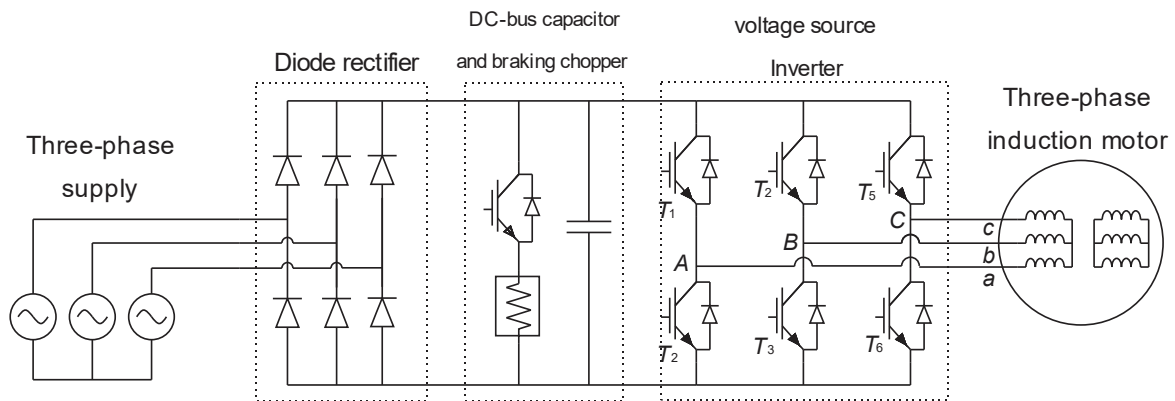 DC-bus capacitor
and braking chopper
voltage source
Inverter
Diode rectifier
Three-phase
induction motor
Three-phase
supply
T1
T2
T5
C
c
B
b
A
a
T2
T3
T6